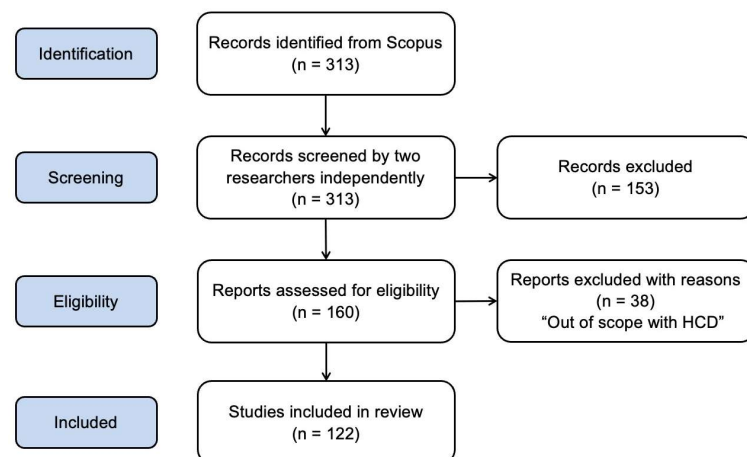 Identification
Records identified from Scopus
(n = 313)
Screening
Records screened by two
researchers independently
(n = 313)
Records excluded
(n = 153)
Eligibility
Reports assessed for eligibility
(n = 160)
Reports excluded with reasons
(n = 38)
“Out of scope with HCD”
Included
Studies included in review
(n = 122)